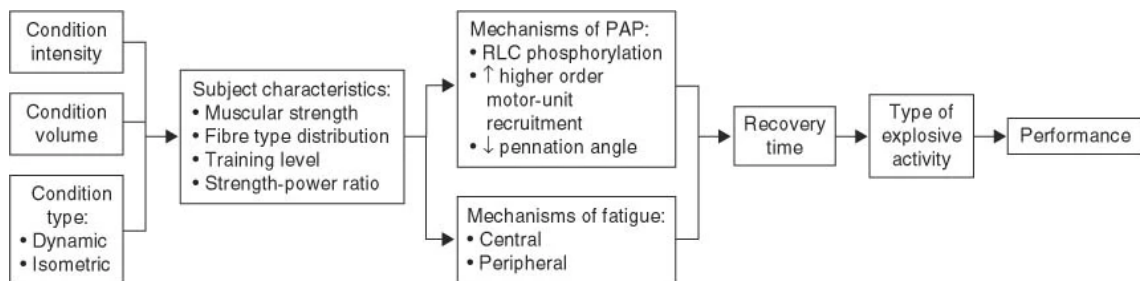 Condition
intensity
Condition
volume
Condition
type:
• Dynamic
• Isometric
Subject characteristics:
• Muscular strength
• Fibre type distribution
• Training level
• Strength-power ratio
Mechanisms of PAP:
• RLC phosphorylation
• ↑ higher order
motor-unit
recruitment
• ↓ pennation angle
Mechanisms of fatigue:
• Central
• Peripheral
Recovery
time
Type of
explosive
activity
Performance